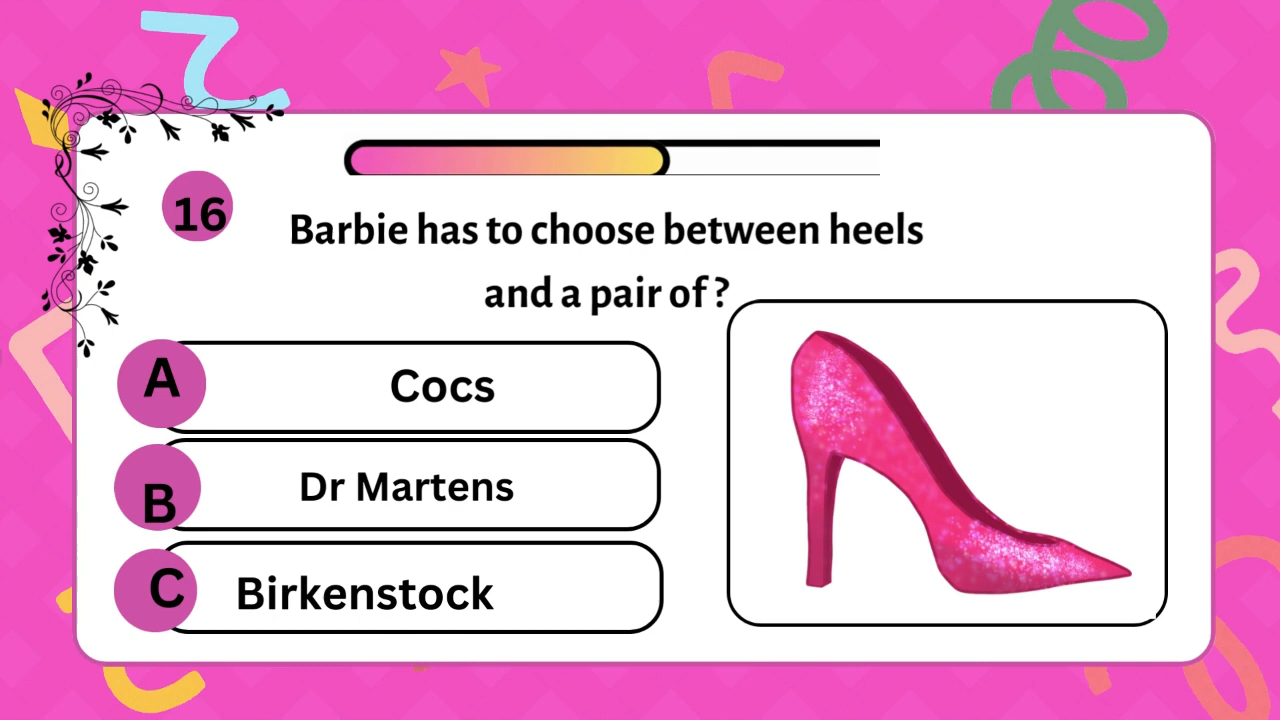 16
Barbie has to choose between heels
and a pair of ?
A
Cocs
B
Dr Martens
C
Birkenstock